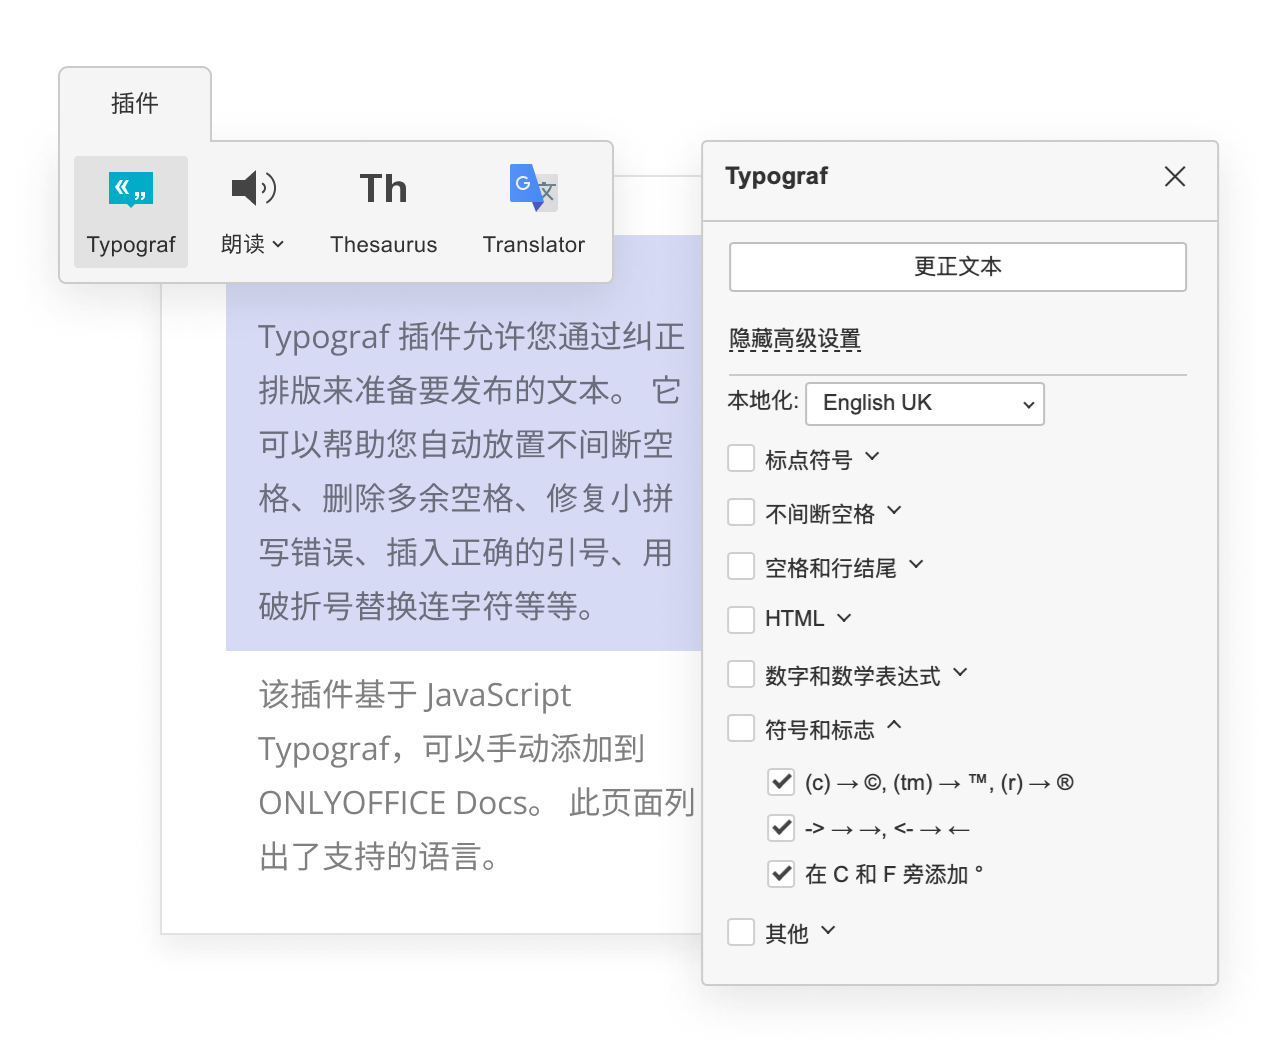 插件
Typograf
朗读
Th
Thesaurus
G 文
Translator
Typograf 插件允许您通过纠正
排版来准备要发布的文本。 它
可以帮助您自动放置不间断空
格、删除多余空格、修复小拼
写错误、插入正确的引号、用
破折号替换连字符等等。
该插件基于 JavaScript
Typograf，可以手动添加到
ONLYOFFICE Docs。 此页面列
出了支持的语言。
Typograf
更正文本
隐藏高级设置
本地化: English UK
标点符号
不间断空格
空格和行结尾
HTML
数字和数学表达式
符号和标志
(c) → ©, (tm) → ™, (r) → ®
-> → →, <- → ←
在 C 和 F 旁添加 °
其他